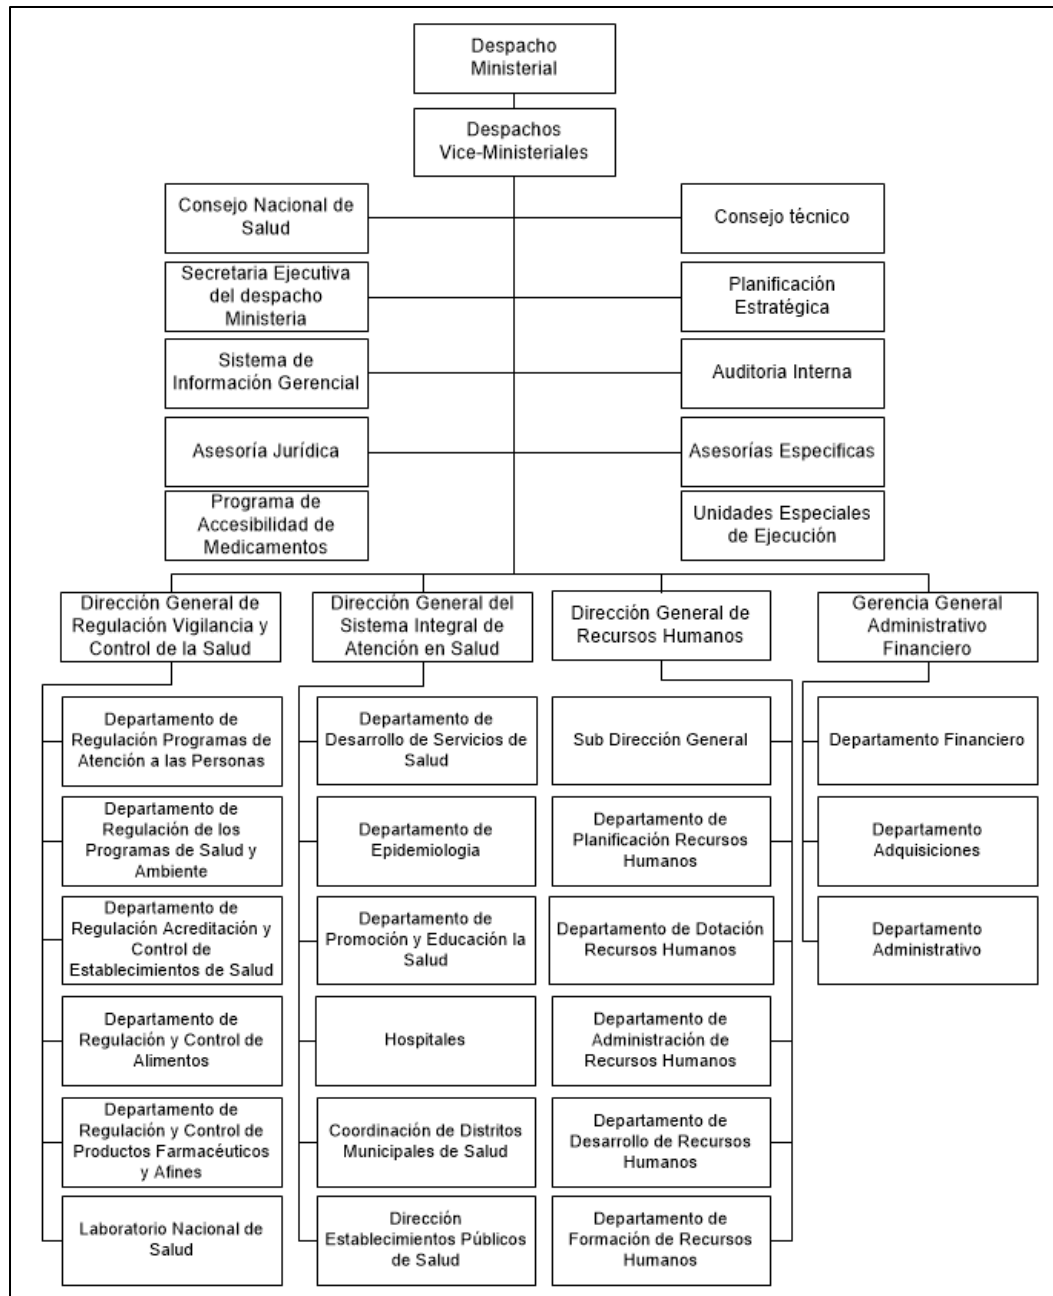 Despacho
Ministerial
Despachos
Vice-Ministeriales
Consejo Nacional de
Salud
Consejo técnico
Secretaria Ejecutiva
del despacho
Ministeria
Planificación
Estratégica
Sistema de
Información Gerencial
Auditoria Interna
Asesoría Jurídica
Asesorías Especificas
Programa de
Accesibilidad de
Medicamentos
Unidades Especiales
de Ejecución
Dirección General de
Regulación Vigilancia y
Control de la Salud
Dirección General del
Sistema Integral de
Atención en Salud
Dirección General de
Recursos Humanos
Gerencia General
Administrativo
Financiero
Departamento de
Regulación Programas de
Atención a las Personas
Departamento de
Regulación de los
Programas de Salud y
Ambiente
Departamento de
Regulación Acreditación y
Control de
Establecimientos de Salud
Departamento de
Regulación y Control de
Alimentos
Departamento de
Regulación y Control de
Productos Farmacéuticos
y Afines
Laboratorio Nacional de
Salud
Departamento de
Desarrollo de Servicios de
Salud
Departamento de
Epidemiologia
Departamento de
Promoción y Educación la
Salud
Hospitales
Coordinación de Distritos
Municipales de Salud
Dirección
Establecimientos Públicos
de Salud
Sub Dirección General
Departamento de
Planificación Recursos
Humanos
Departamento de Dotación
Recursos Humanos
Departamento de
Administración de
Recursos Humanos
Departamento de
Desarrollo de Recursos
Humanos
Departamento de
Formación de Recursos
Humanos
Departamento Financiero
Departamento
Adquisiciones
Departamento
Administrativo